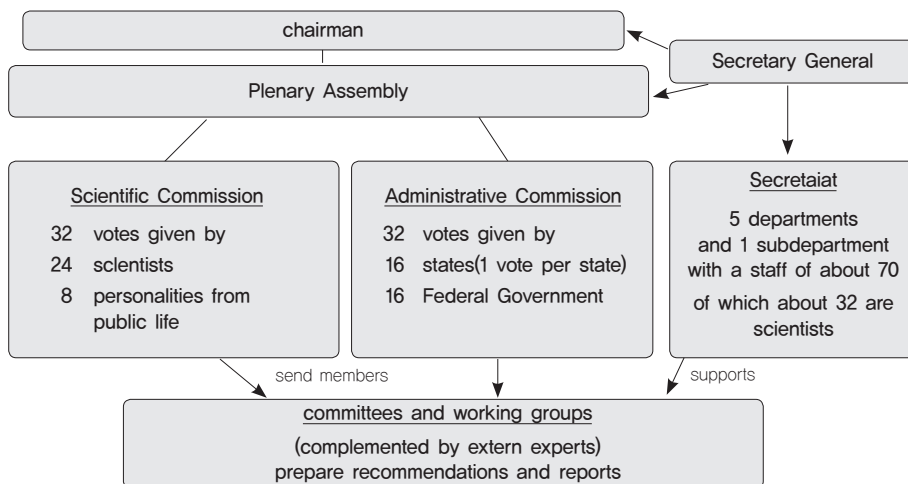 chairman
Secretary General
Plenary Assembly
Scientific Commission
32 votes given by
24 sclentists
8 personalities from
public life
Administrative Commission
32 votes given by
16 states(1 vote per state)
16 Federal Government
Secretaiat
5 departments
and 1 subdepartment
with a staff of about 70
of which about 32 are
scientists
send members
supports
committees and working groups
(complemented by extern experts)
prepare recommendations and reports